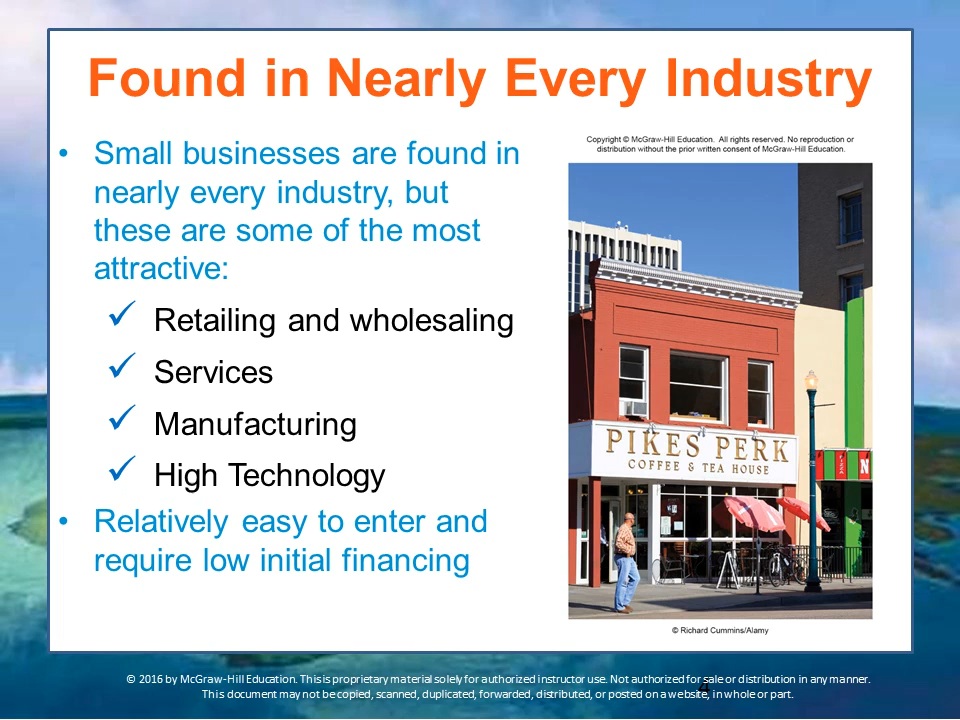 Found in Nearly Every Industry
• Small businesses are found in
nearly every industry, but
these are some of the most
attractive:
✓ Retailing and wholesaling
✓ Services
✓ Manufacturing
✓ High Technology
• Relatively easy to enter and
require low initial financing
Copyright © McGraw-Hill Education. All rights reserved. No reproduction or
distribution without the prior written consent of McGraw-Hill Education.
PIKES PERK
COFFEE & TEA HOUSE
N
© Richard Cummins/Alamy
© 2016 by McGraw-Hill Education. This is proprietary material solely for authorized instructor use. Not authorized for sale or distribution in any manner.
This document may not be copied, scanned, duplicated, forwarded, distributed, or posted on a website, in whole or part.
4